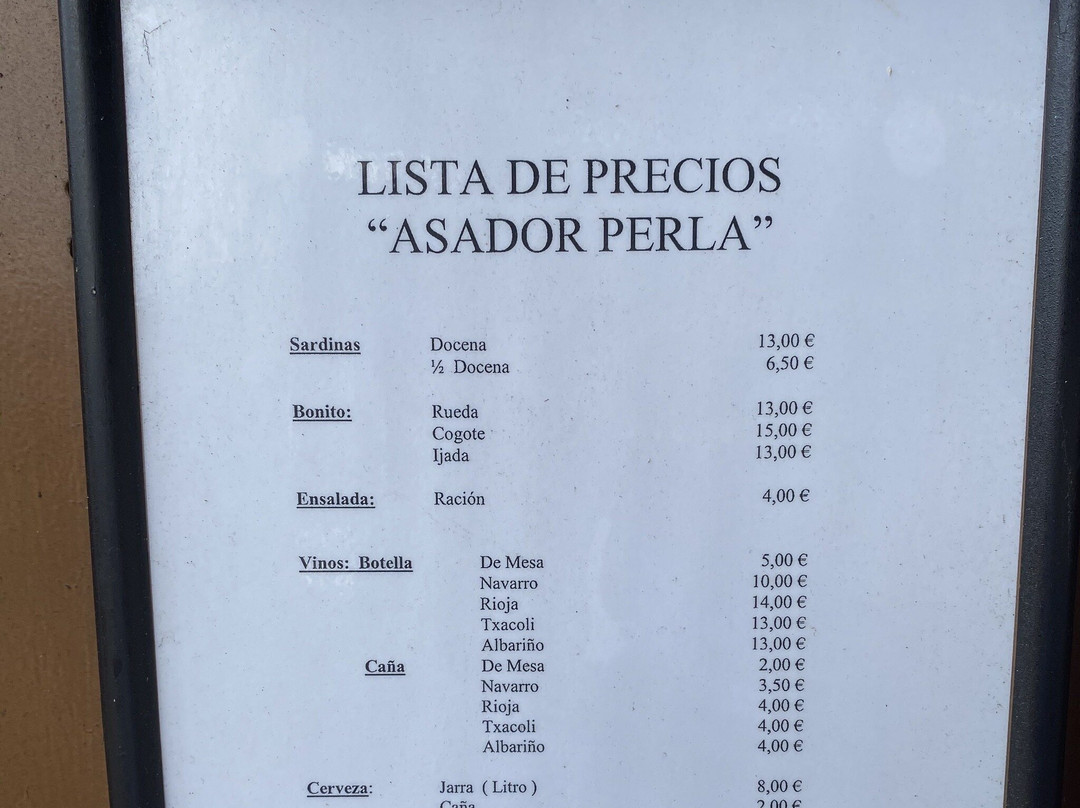 LISTA DE PRECIOS
“ASADOR PERLA”
Sardinas Docena 13,00 €
½ Docena 6,50 €
Bonito: Rueda 13,00 €
Cogote 15,00 €
Ijada 13,00 €
Ensalada: Ración 4,00 €
Vinos: Botella De Mesa 5,00 €
Navarro 10,00 €
Rioja 14,00 €
Txacoli 13,00 €
Albariño 13,00 €
Caña De Mesa 2,00 €
Navarro 3,50 €
Rioja 4,00 €
Txacoli 4,00 €
Albariño 4,00 €
Cerveza: Jarra ( Litro ) 8,00 €
Caña 2,00 €